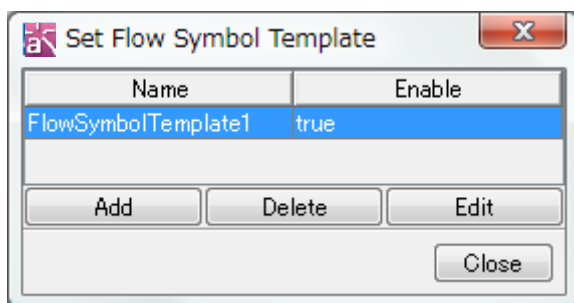 Set Flow Symbol Template
Name Enable
FlowSymbolTemplate1 true
Add Delete Edit
Close